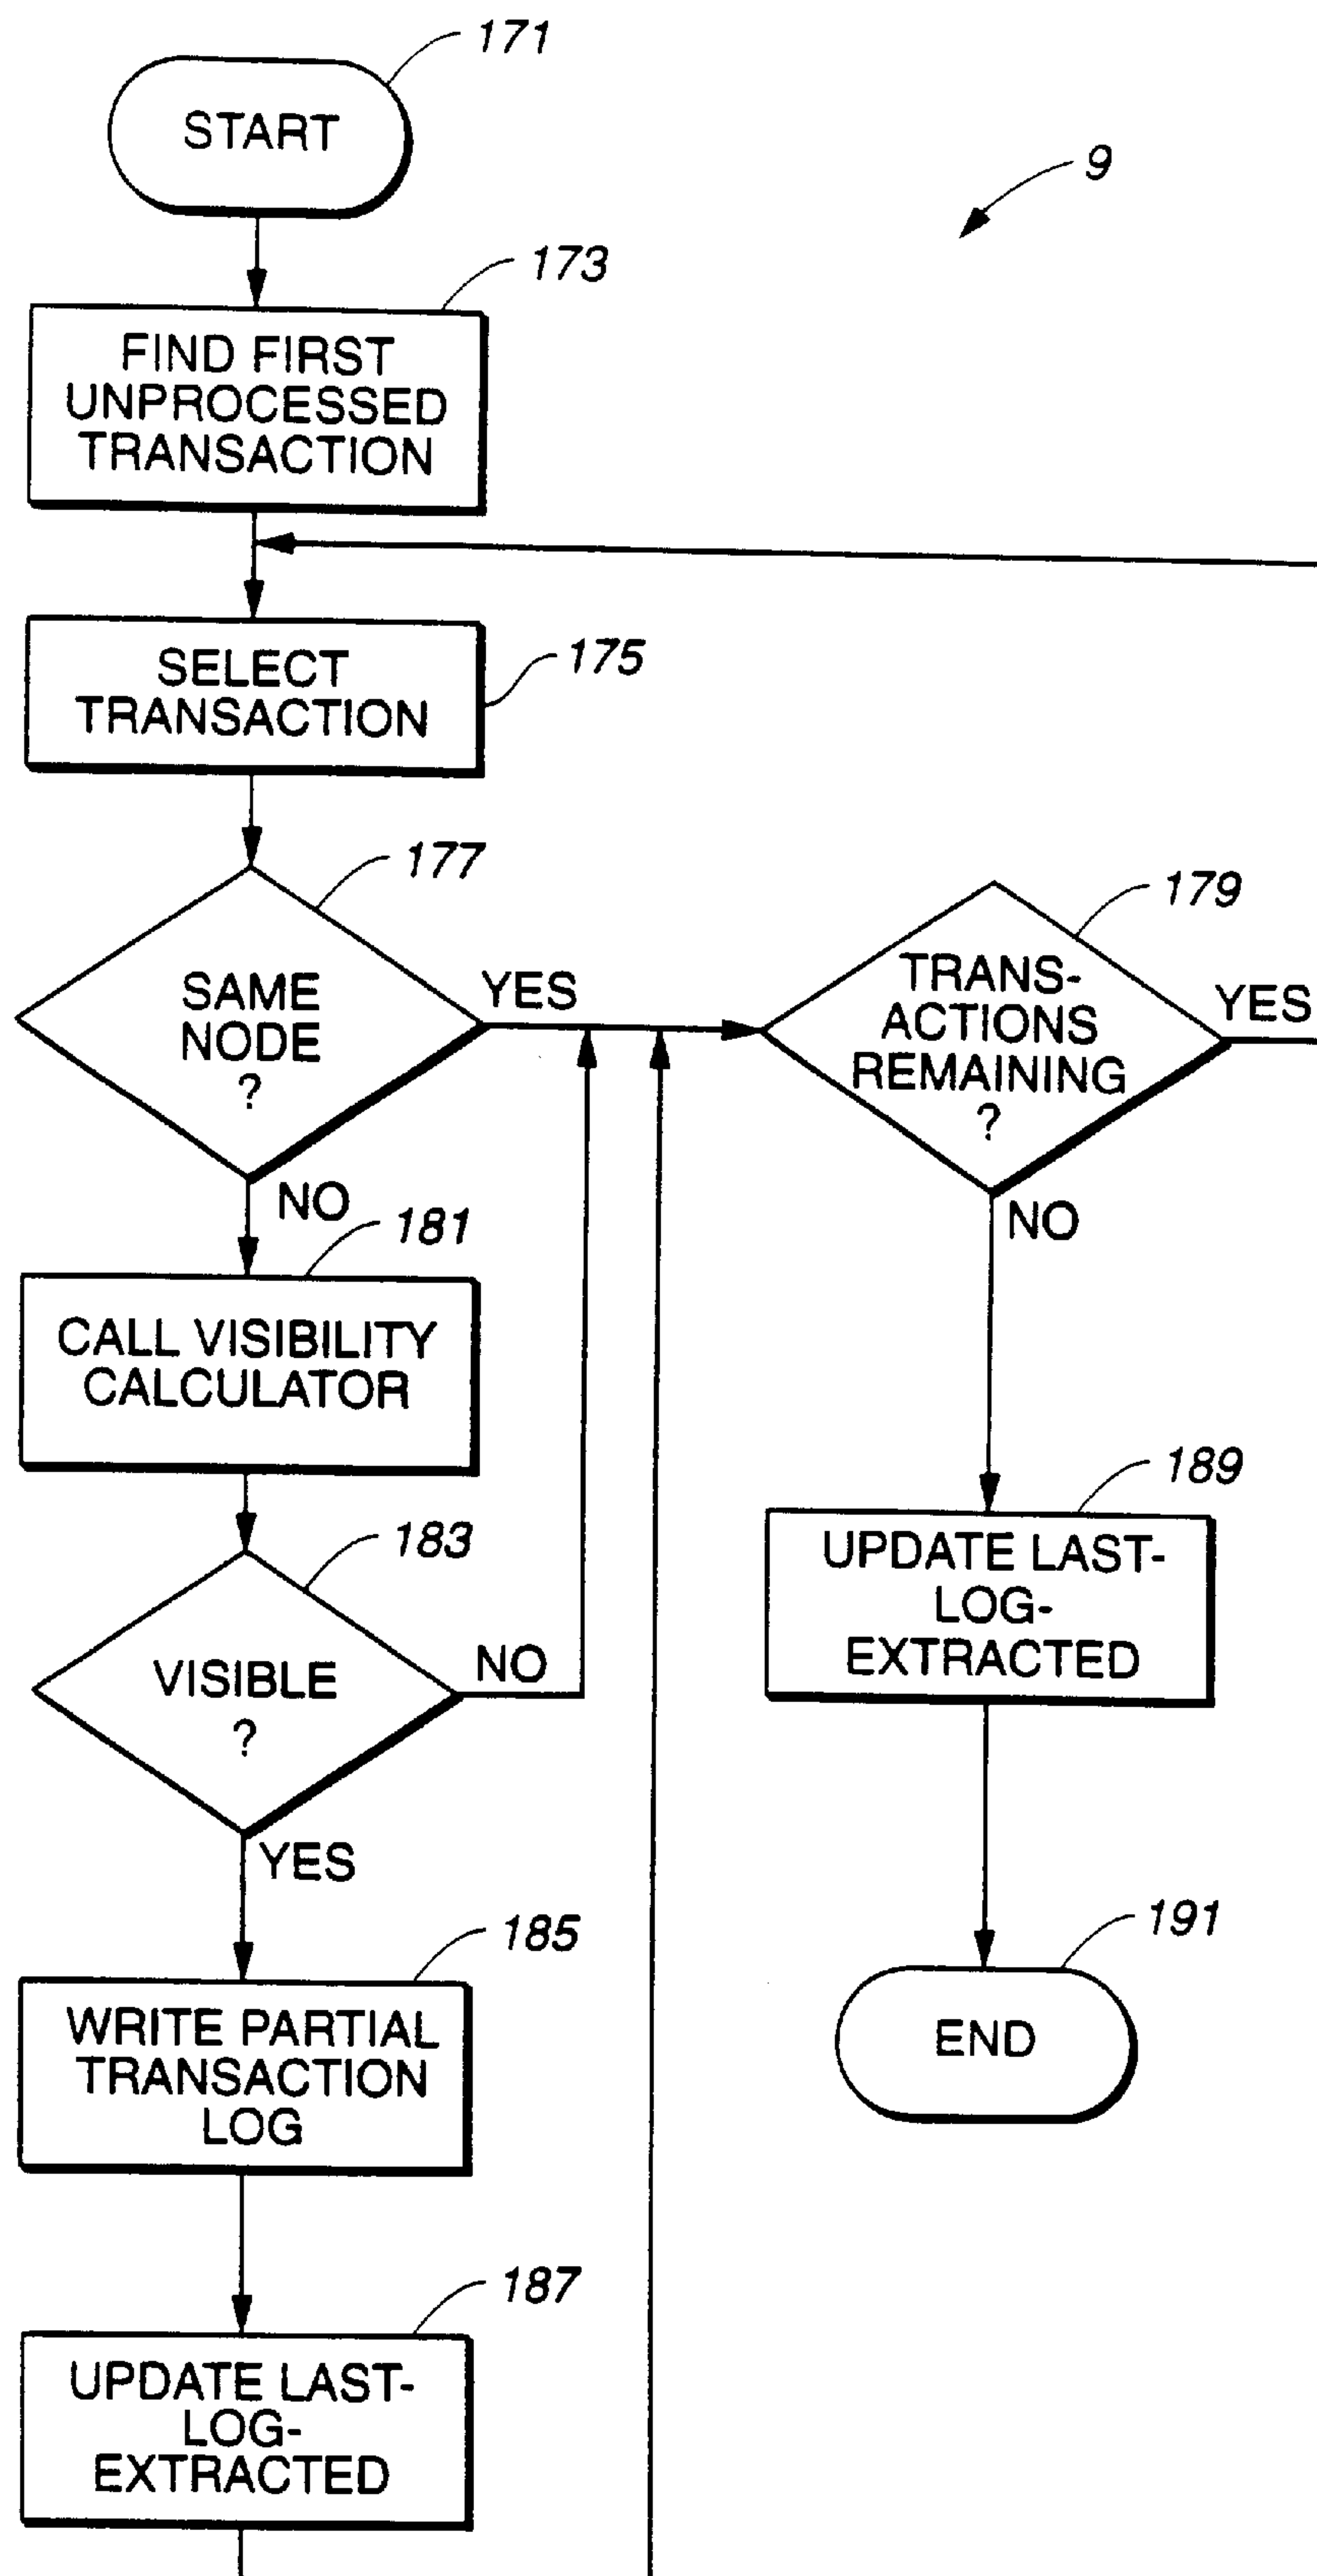 171
START
9
173
FIND FIRST
UNPROCESSED
TRANSACTION
SELECT
TRANSACTION
175
177
SAME
NODE
?
YES
NO
179
TRANS-
ACTIONS
REMAINING
?
YES
NO
181
CALL VISIBILITY
CALCULATOR
183
VISIBLE
?
NO
YES
185
WRITE PARTIAL
TRANSACTION
LOG
187
UPDATE LAST-
LOG-
EXTRACTED
189
UPDATE LAST-
LOG-
EXTRACTED
191
END